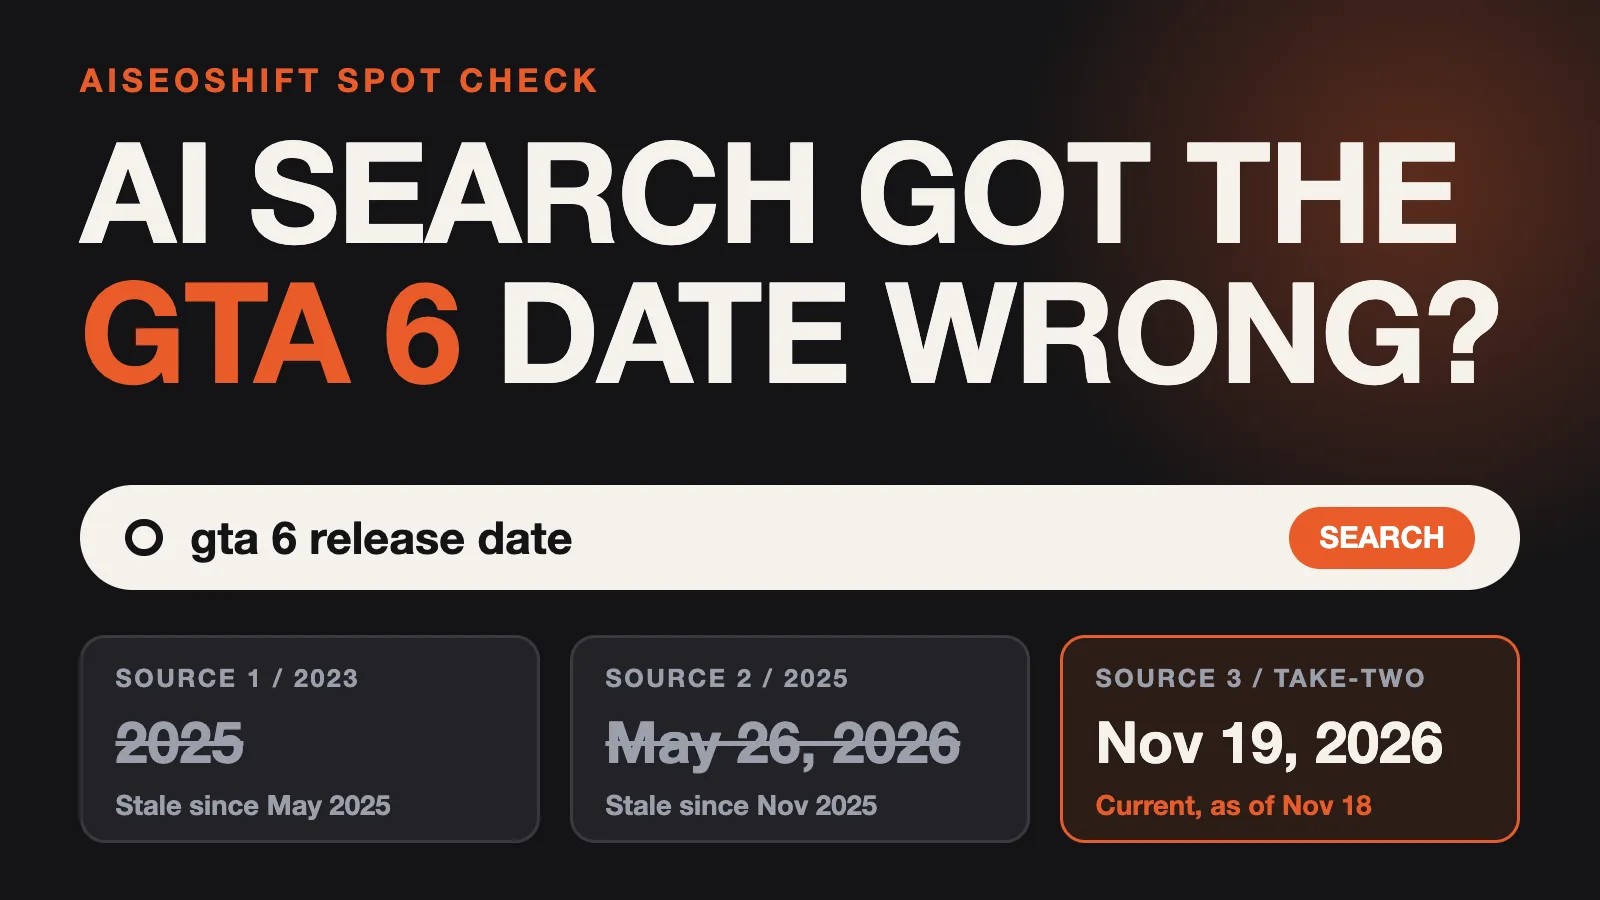 AISEOSHIFT SPOT CHECK
AI SEARCH GOT THE
GTA 6 DATE WRONG?
gta 6 release date
SEARCH
SOURCE 1 / 2023
2025
Stale since May 2025
SOURCE 2 / 2025
May 26, 2026
Stale since Nov 2025
SOURCE 3 / TAKE-TWO
Nov 19, 2026
Current, as of Nov 18